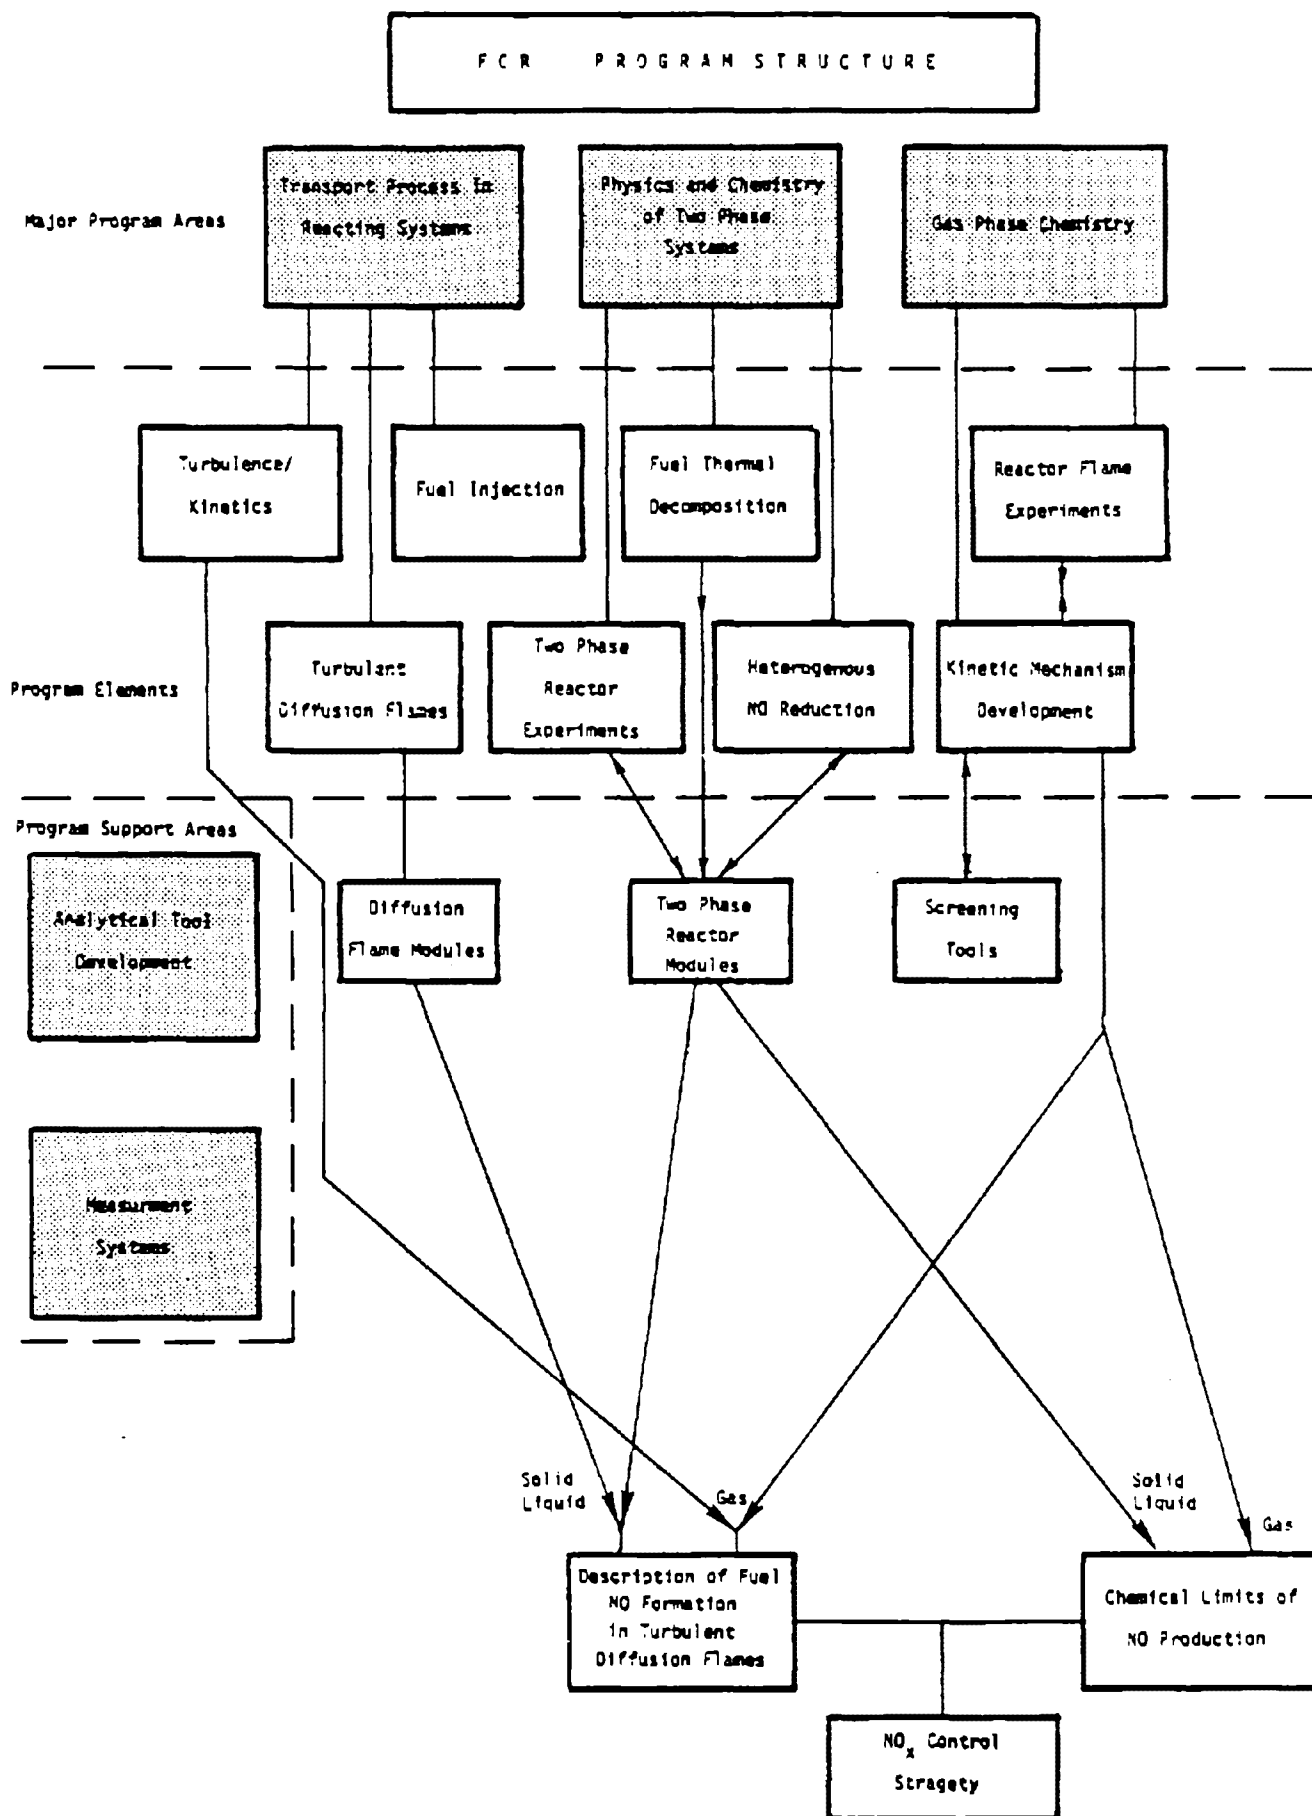 FCR PROGRAM STRUCTURE
Major Program Areas
Transport Process In
Reacting Systems
Physics and Chemistry
of Two Phase
Systems
Gas Phase Chemistry
Turbulence/
Kinetics
Fuel Injection
Fuel Thermal
Decomposition
Reactor Flame
Experiments
Program Elements
Turbulant
Diffusion Flames
Two Phase
Reactor
Experiments
Heterogenous
NO Reduction
Kinetic Mechanism
Development
Program Support Areas
Analytical Tool
Development
Diffusion
Flame Modules
Two Phase
Reactor
Modules
Screening
Tools
Measurment
Systems
Solid
Liquid
Gas
Solid
Liquid
Gas
Description of Fuel
NO Formation
in Turbulent
Diffusion Flames
Chemical Limits of
NO Production
NOx Control
Stragety